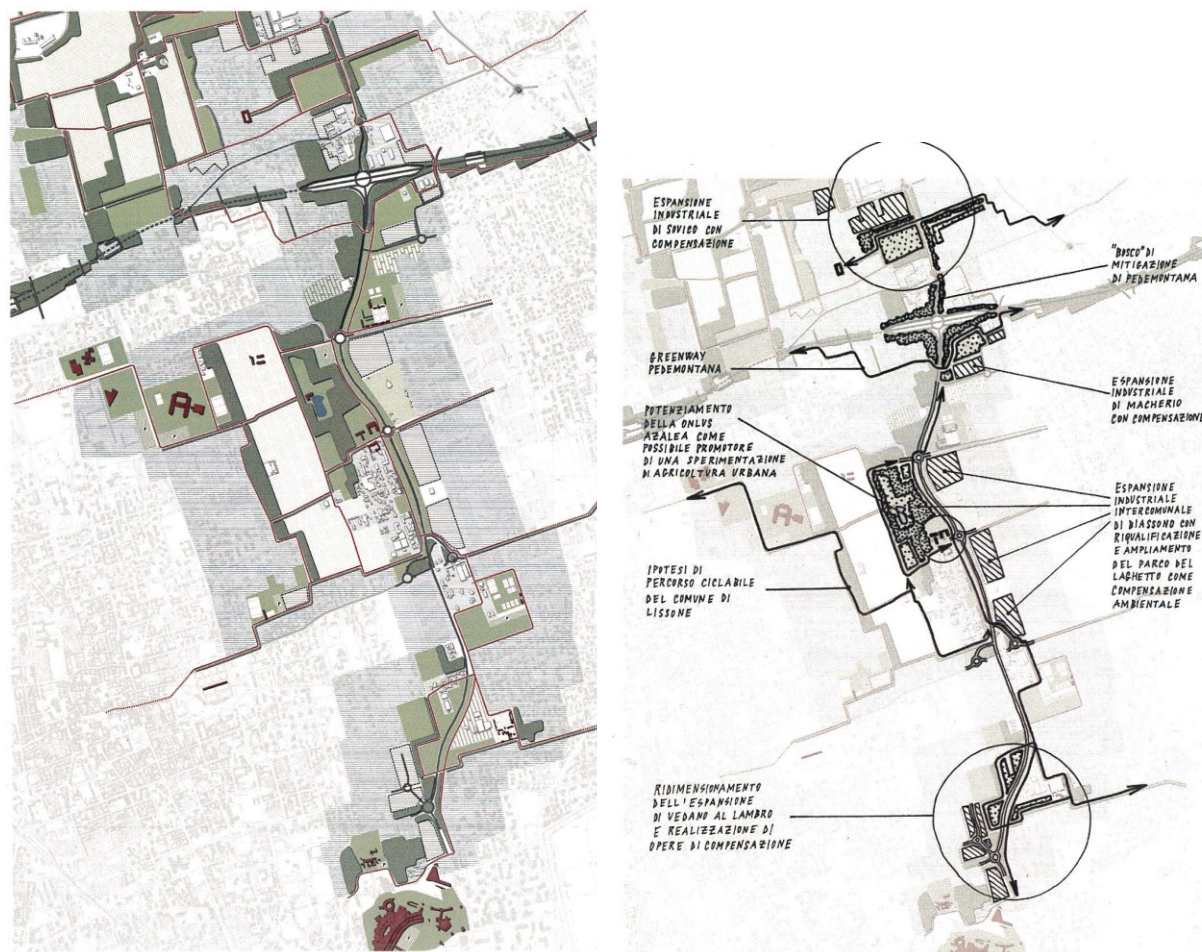 ESPANSIONE
INDUSTRIALE
DI SOVICO CON
COMPENSAZIONE
"BOSCO" DI
MITIGAZIONE
DI PEDEMONTANA
GREENWAY
PEDEMONTANA
ESPANSIONE
INDUSTRIALE
DI MACHERIO
CON COMPENSAZIONE
POTENZIAMENTO
DELLA ONLUS
AZALEA COME
POSSIBILE PROMOTORE
DI UNA SPERIMENTAZIONE
DI AGRICOLTURA URBANA
ESPANSIONE
INDUSTRIALE
INTERCOMUNALE
DI BIASSONO CON
RIQUALIFICAZIONE
E AMPLIAMENTO
DEL PARCO DEL
LAGHETTO COME
COMPENSAZIONE
AMBIENTALE
IPOTESI DI
PERCORSO CICLABILE
DEL COMUNE DI
LISSONE
RIDIMENSIONAMENTO
DELL'ESPANSIONE
DI VEDANO AL LAMBRO
E REALIZZAZIONE DI
OPERE DI COMPENSAZIONE